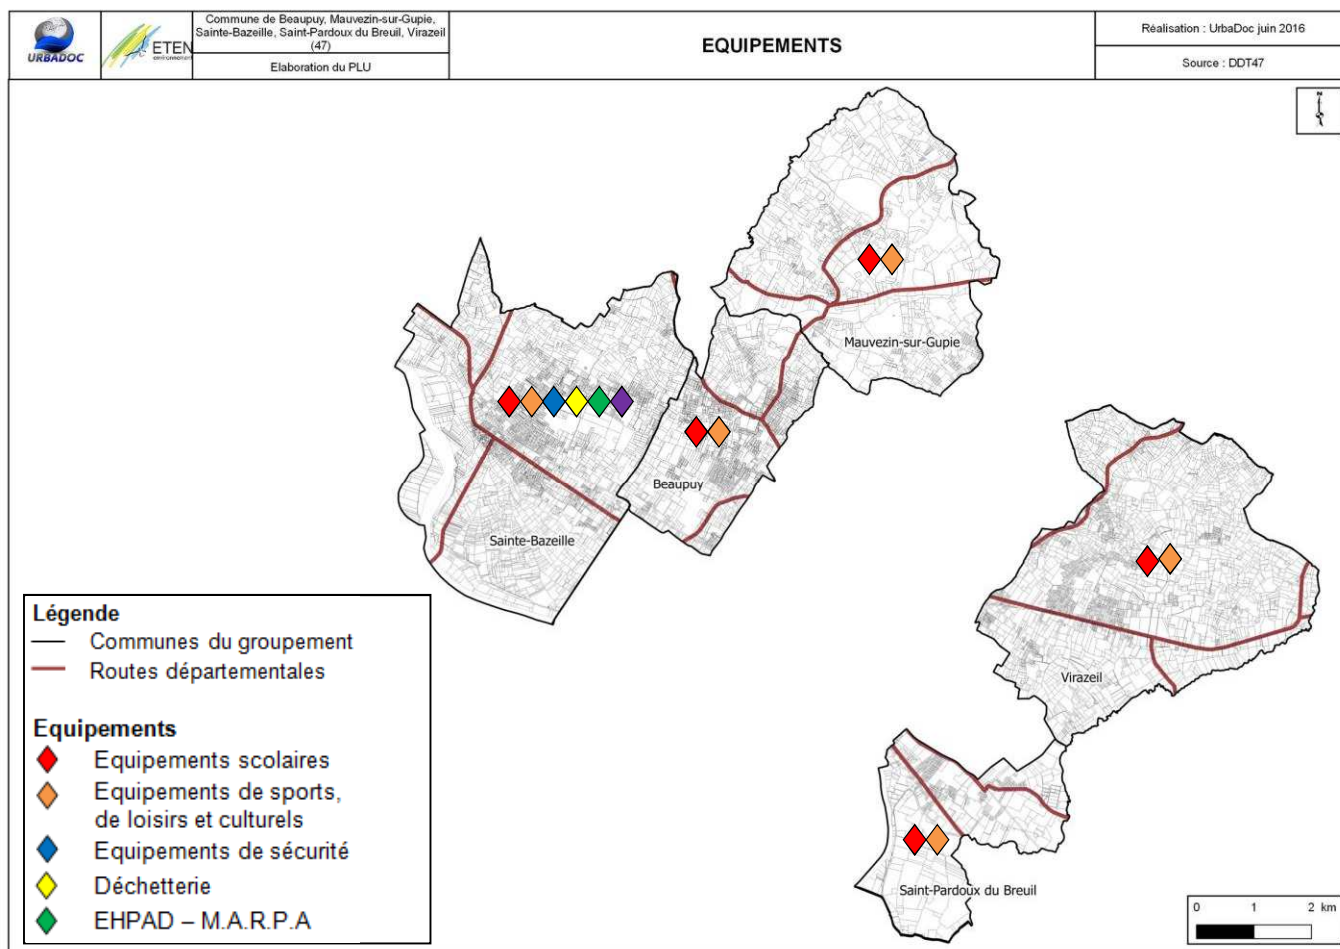 URBADOC
ETEN
environnement
Commune de Beaupuy, Mauvezin-sur-Gupie,
Sainte-Bazeille, Saint-Pardoux du Breuil, Virazeil
(47)
Elaboration du PLU
EQUIPEMENTS
Réalisation : UrbaDoc juin 2016
Source : DDT47
N
Mauvezin-sur-Gupie
Beaupuy
Sainte-Bazeille
Virazeil
Saint-Pardoux du Breuil
Légende
Communes du groupement
Routes départementales
Equipements
Equipements scolaires
Equipements de sports,
de loisirs et culturels
Equipements de sécurité
Déchetterie
EHPAD – M.A.R.P.A
0 1 2 km